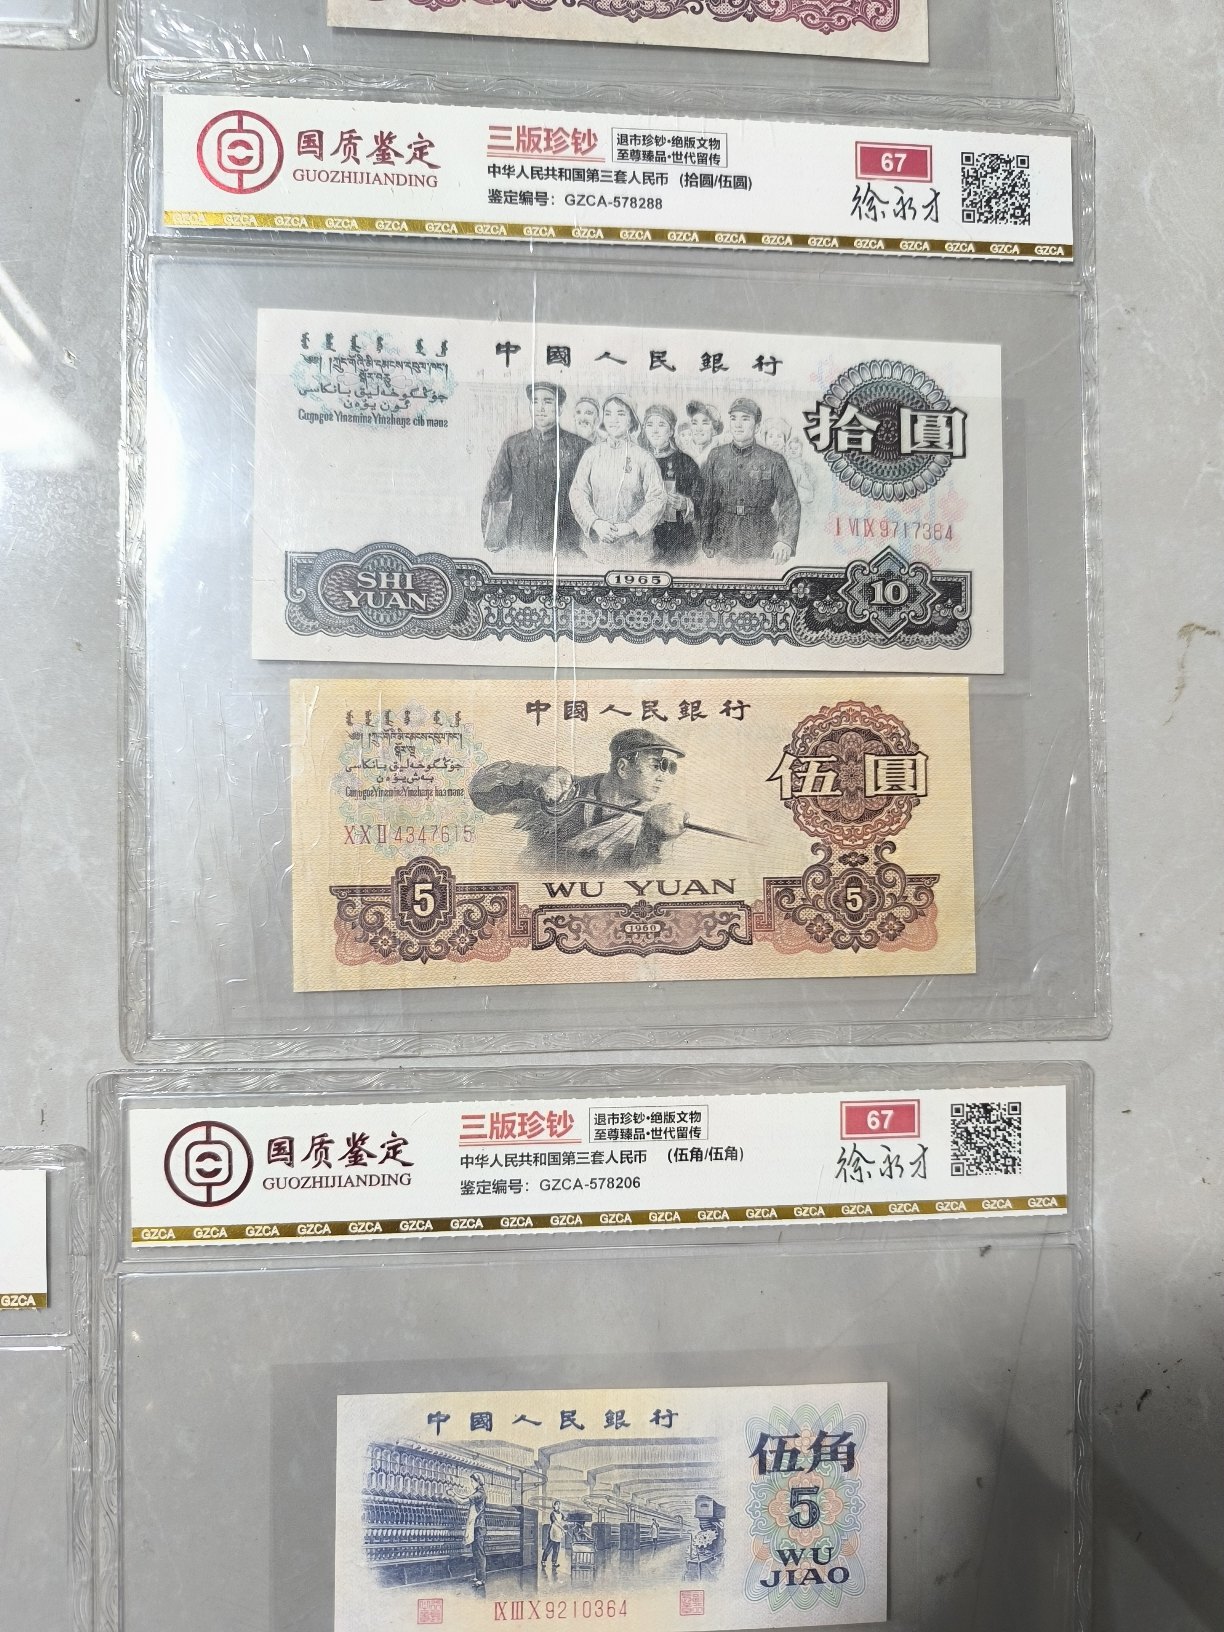 国质鉴定
GUOZHIJIANDING
三版珍钞
退市珍钞·绝版文物
至尊臻品·世代留传
中华人民共和国第三套人民币 (拾圆/伍圆)
鉴定编号：GZCA-578288
67
徐永才
GZCA GZCA GZCA GZCA GZCA GZCA GZCA GZCA GZCA GZCA GZCA GZCA GZCA GZCA GZCA GZCA GZCA GZCA
中國人民銀行
拾圓
Cungngoz Yinzminz Yinzhangz cib maenz
I VI IX 9717384
SHI
YUAN
1965
10
中國人民銀行
伍圓
XX II 4347615
5
WU YUAN
5
1960
国质鉴定
GUOZHIJIANDING
三版珍钞
退市珍钞·绝版文物
至尊臻品·世代留传
中华人民共和国第三套人民币 (伍角/伍角)
鉴定编号：GZCA-578206
67
徐永才
GZCA GZCA GZCA GZCA GZCA GZCA GZCA GZCA GZCA GZCA GZCA GZCA GZCA GZCA GZCA GZCA GZCA GZCA
GZCA
中國人民銀行
伍角
5
WU
JIAO
IX III X 9210364